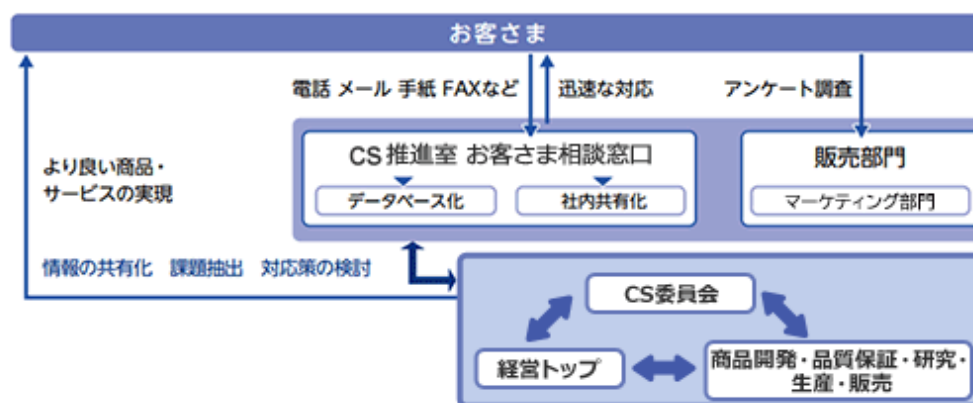 お客さま
電話 メール 手紙 FAXなど
迅速な対応
アンケート調査
CS推進室 お客さま相談窓口
データベース化
社内共有化
販売部門
マーケティング部門
より良い商品・
サービスの実現
情報の共有化 課題抽出 対応策の検討
CS委員会
経営トップ
商品開発・品質保証・研究・
生産・販売